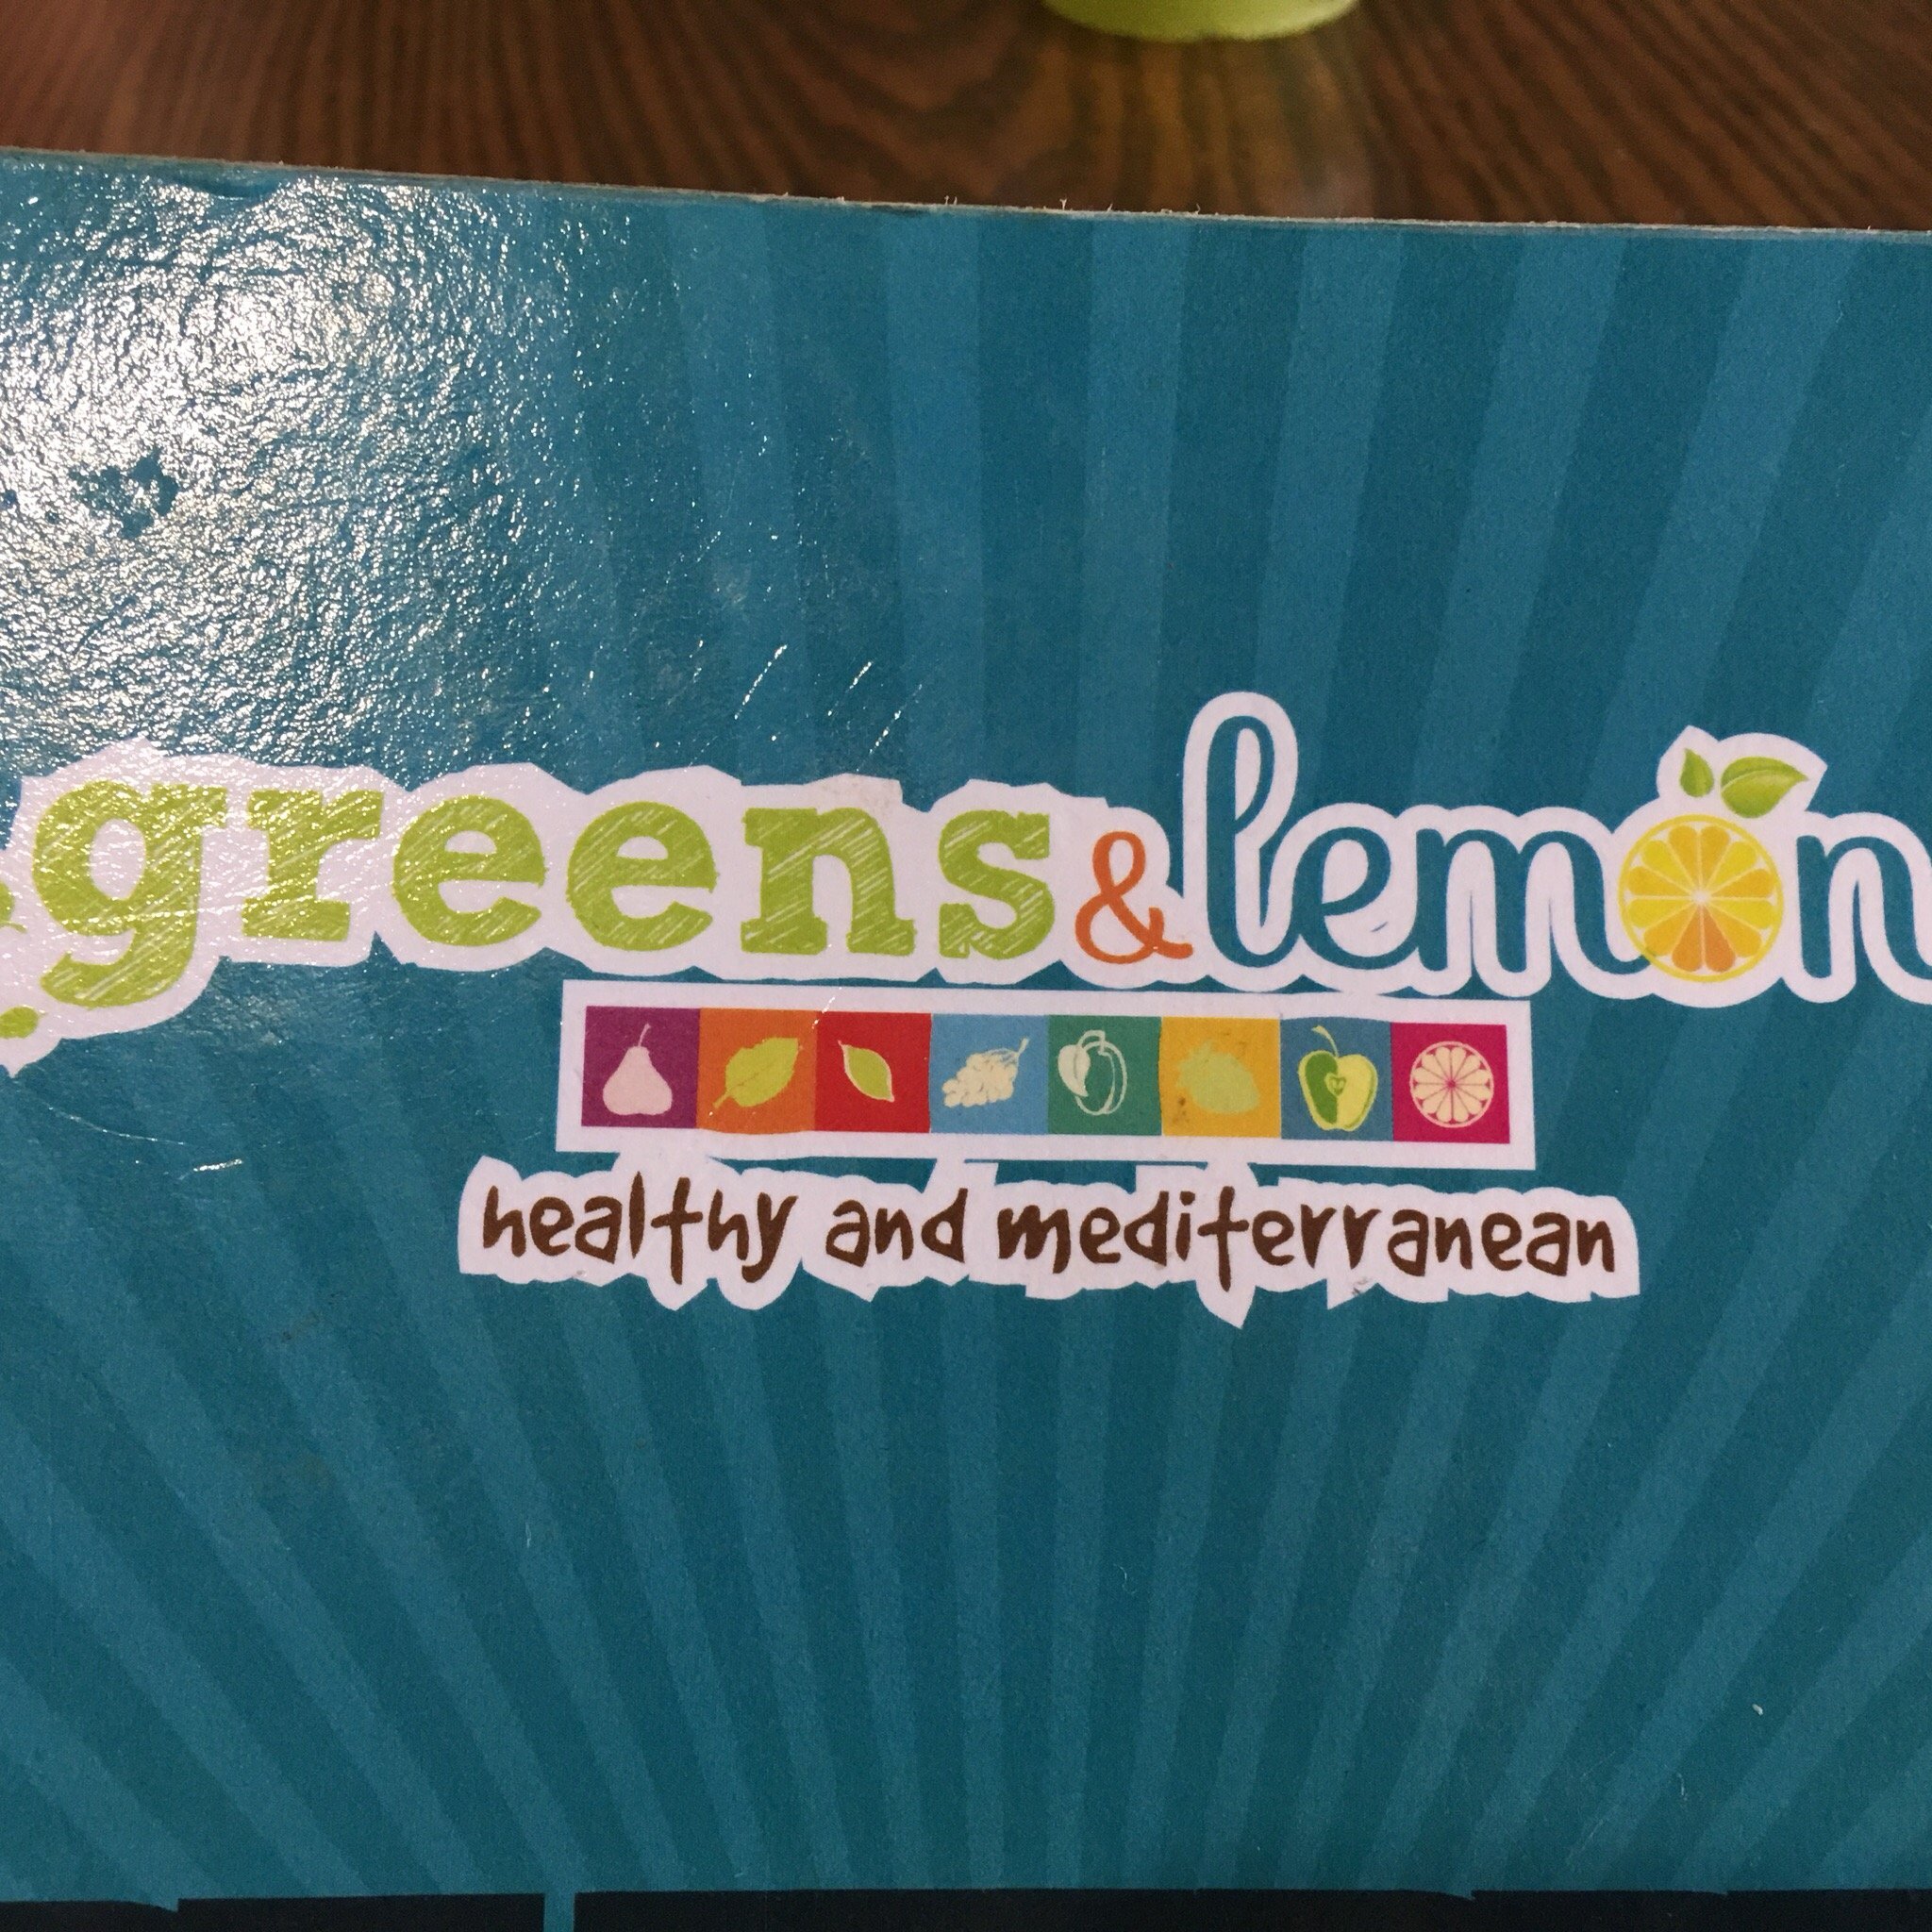 greens & lemon
healthy and mediterranean